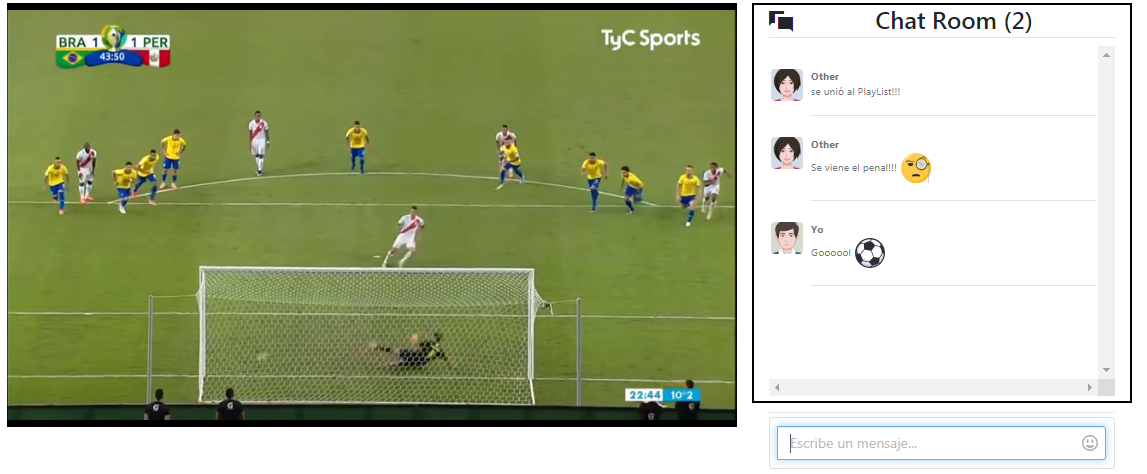 BRA 1 1 PER
43:50
TyC Sports
22:44 10°2
Chat Room (2)
Other
se unió al PlayList!!!
Other
Se viene el penal!!!
Yo
Goooool
Escribe un mensaje...